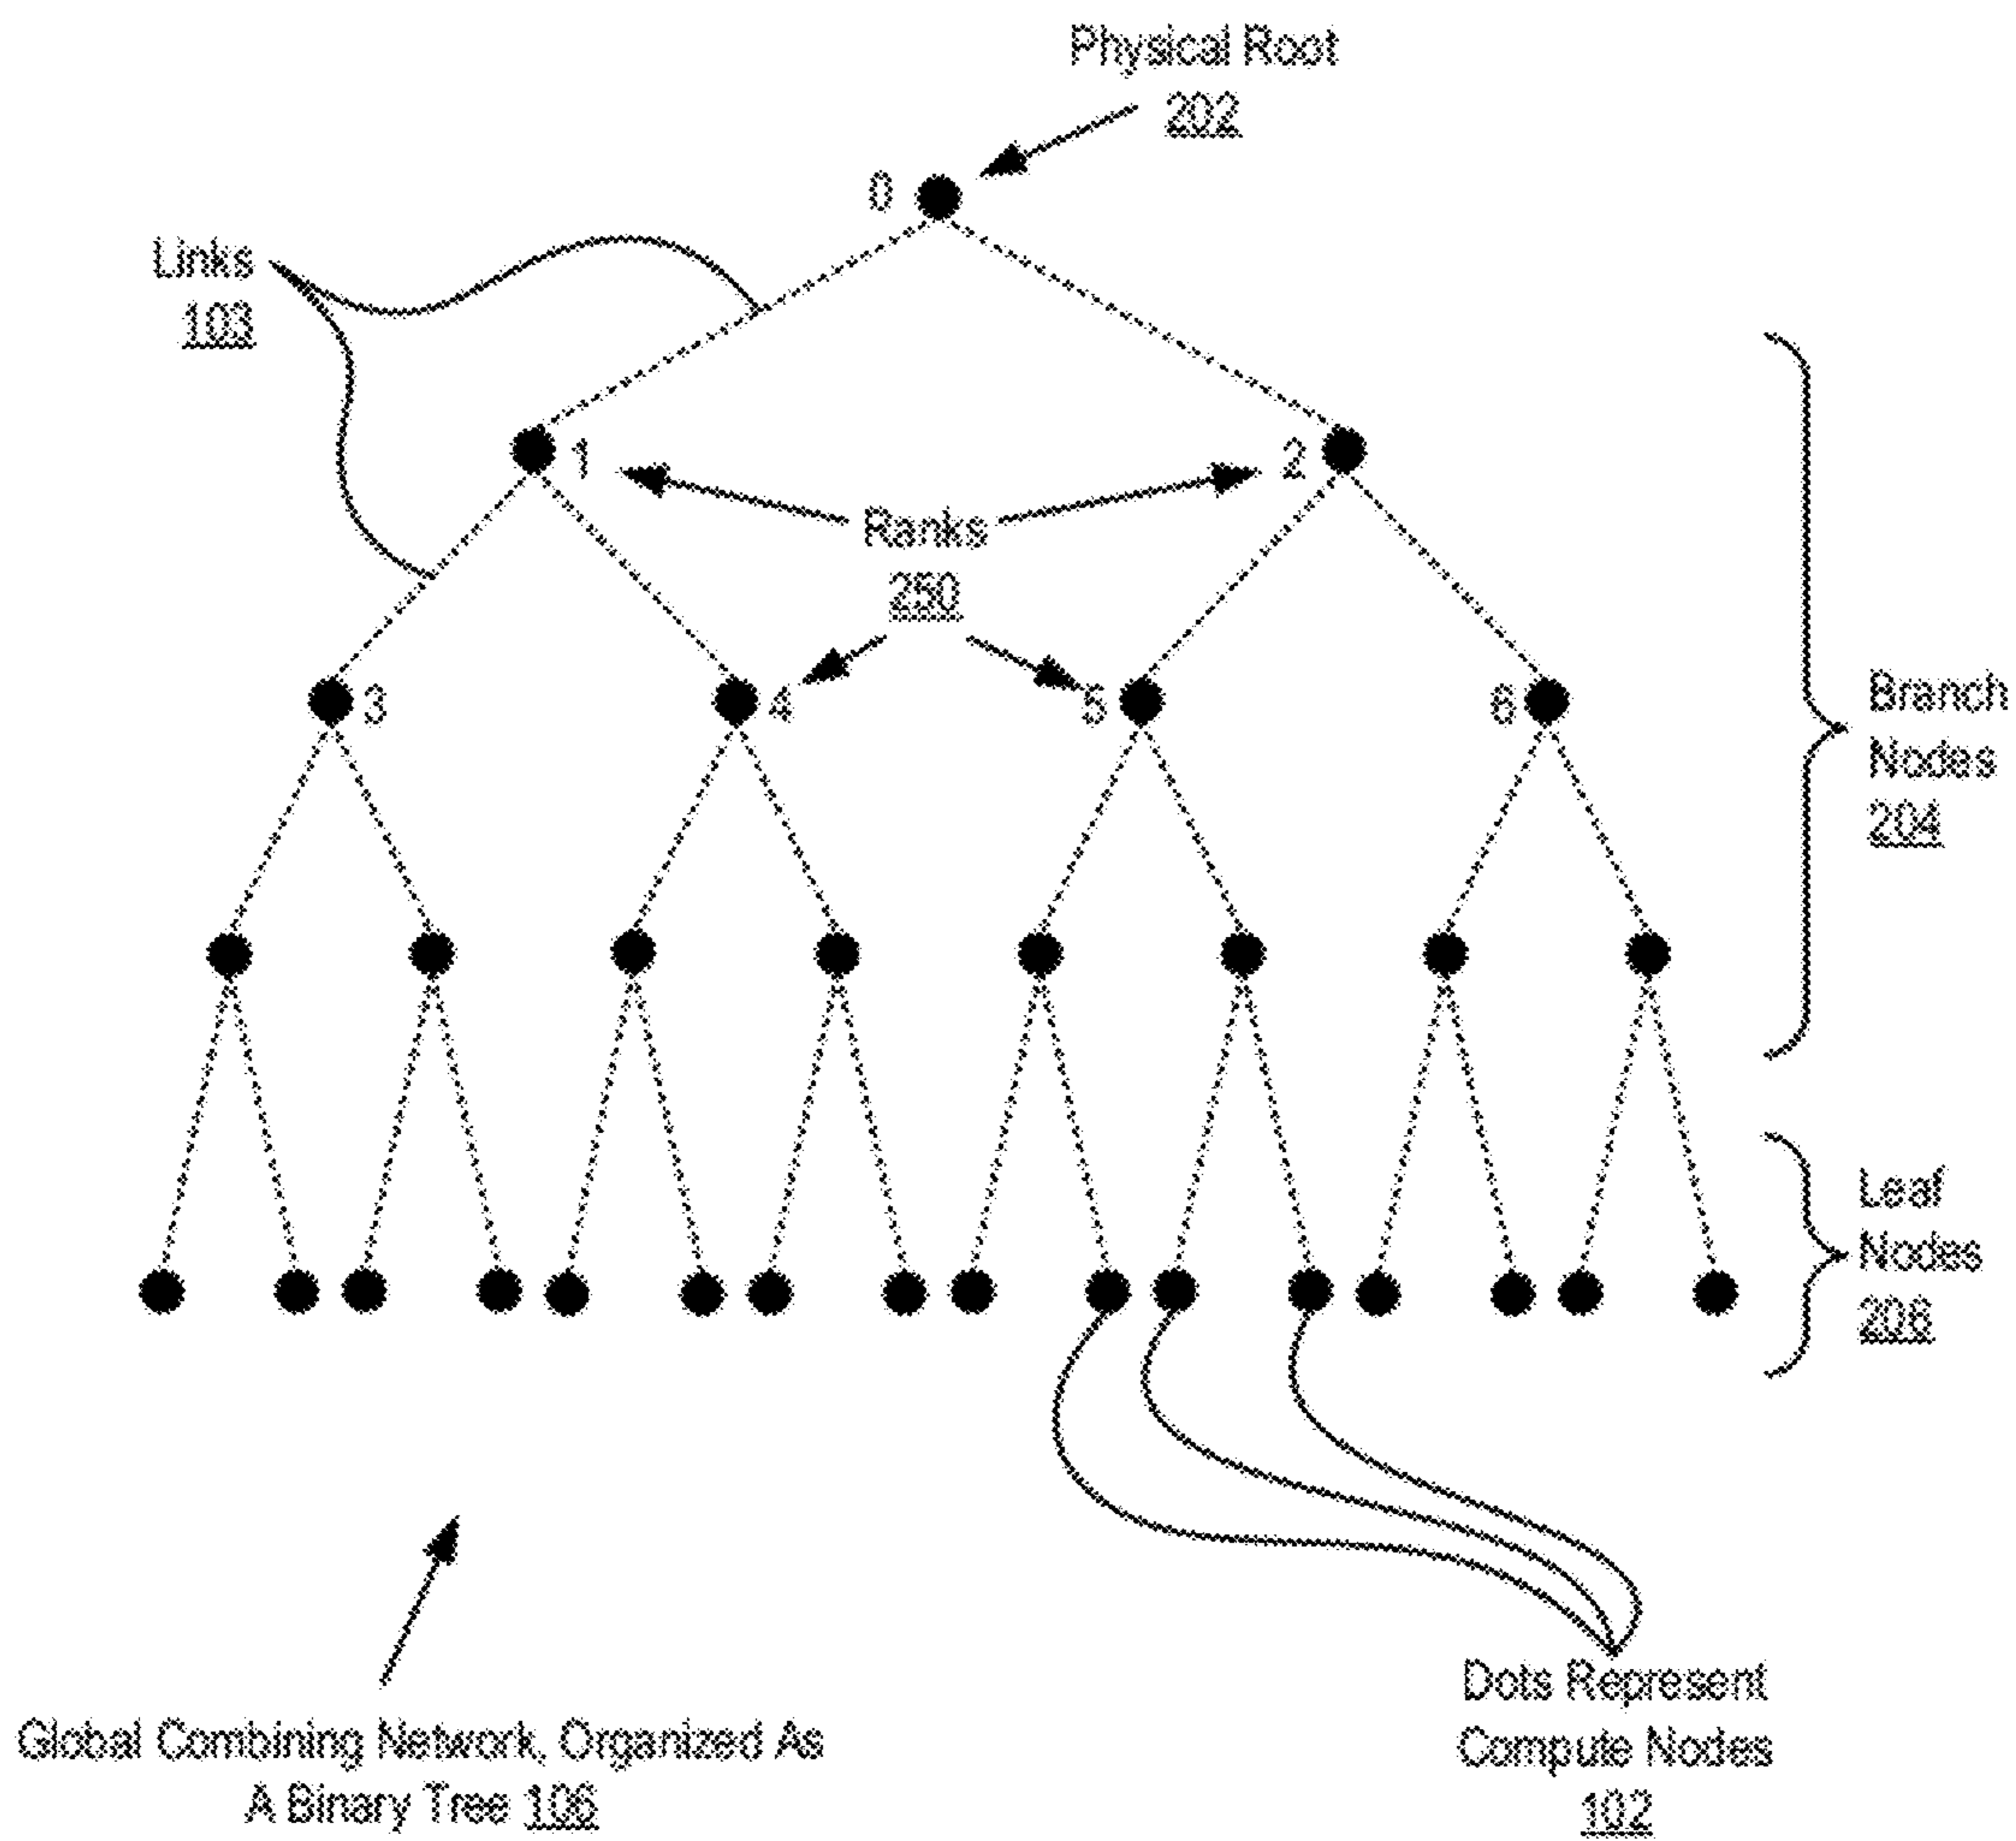 Physical Root
202
0
Links
103
1
2
Ranks
250
3
4
5
6
Branch
Nodes
204
Leaf
Nodes
206
Dots Represent
Compute Nodes
102
Global Combining Network, Organized As
A Binary Tree 106